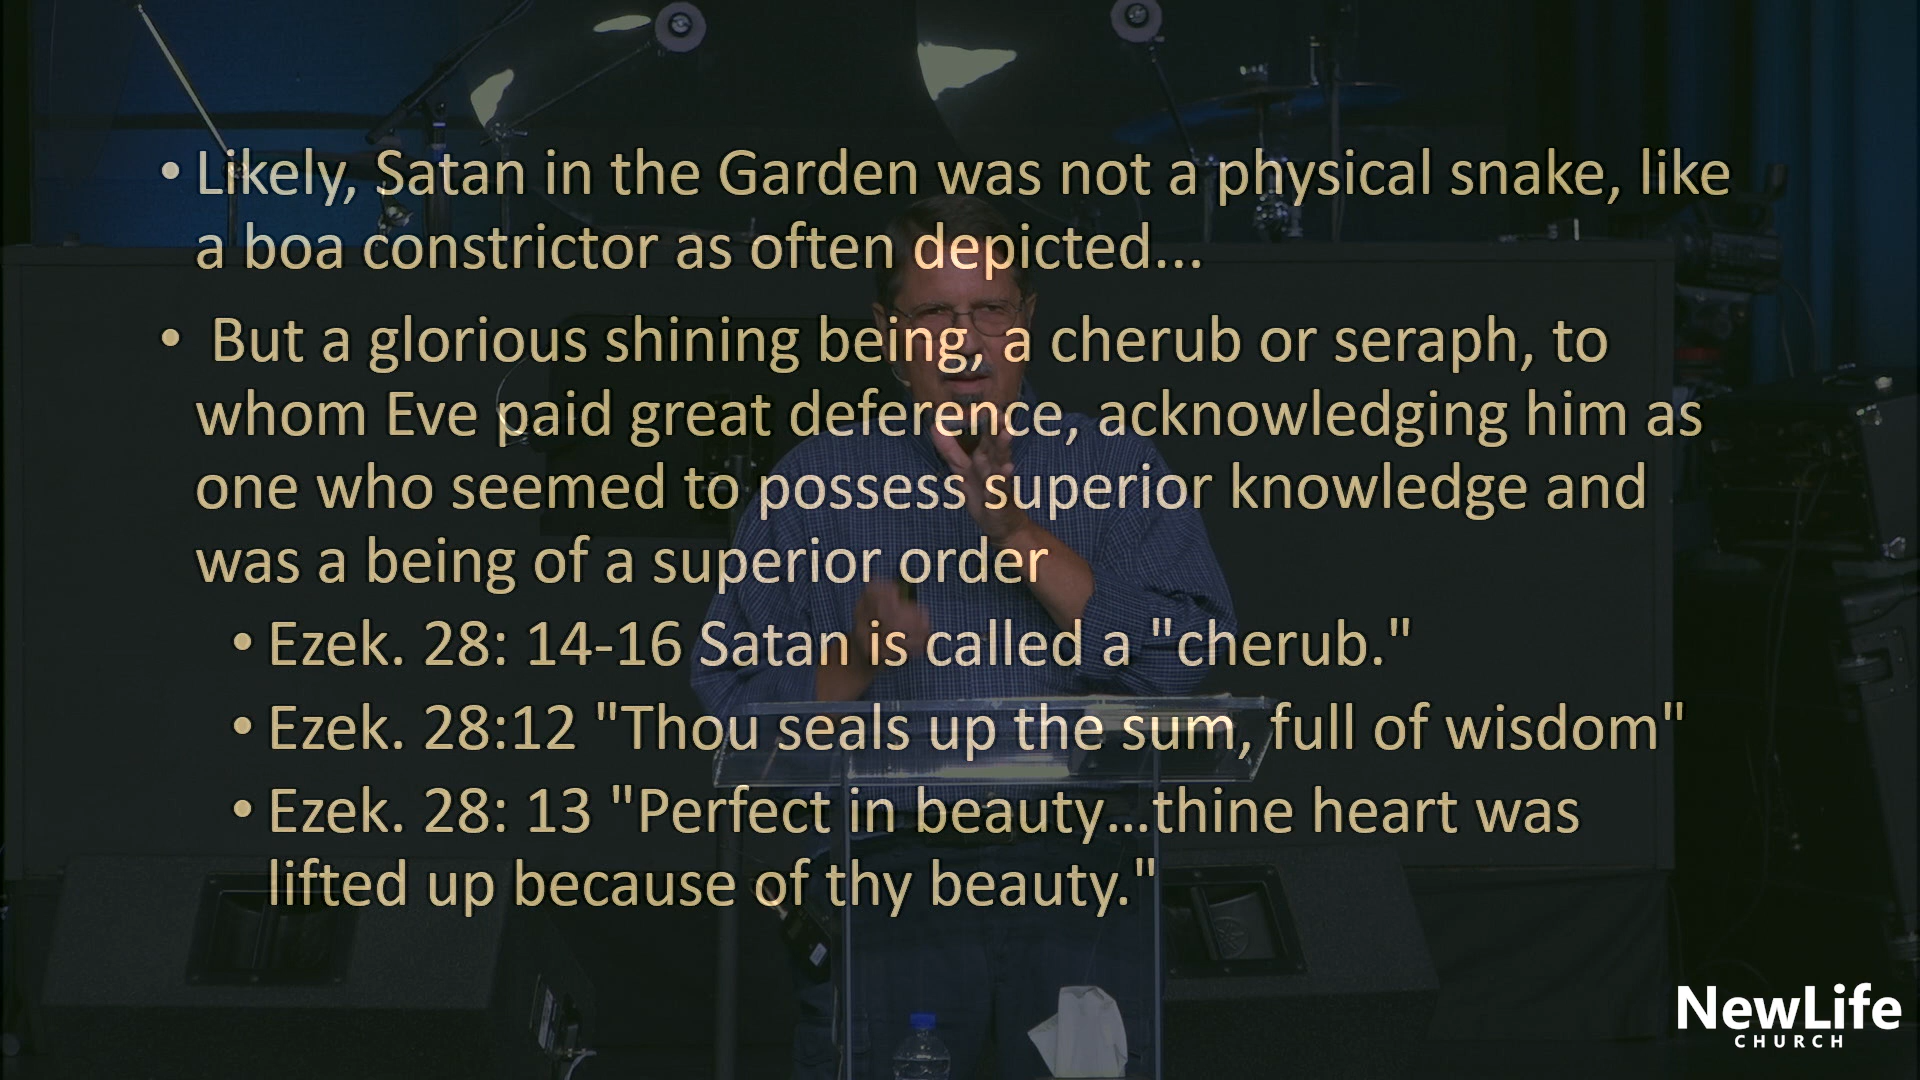 • Likely, Satan in the Garden was not a physical snake, like
a boa constrictor as often depicted...
• But a glorious shining being, a cherub or seraph, to
whom Eve paid great deference, acknowledging him as
one who seemed to possess superior knowledge and
was a being of a superior order
• Ezek. 28: 14-16 Satan is called a "cherub."
• Ezek. 28:12 "Thou seals up the sum, full of wisdom"
• Ezek. 28: 13 "Perfect in beauty...thine heart was
lifted up because of thy beauty."
NewLife
CHURCH